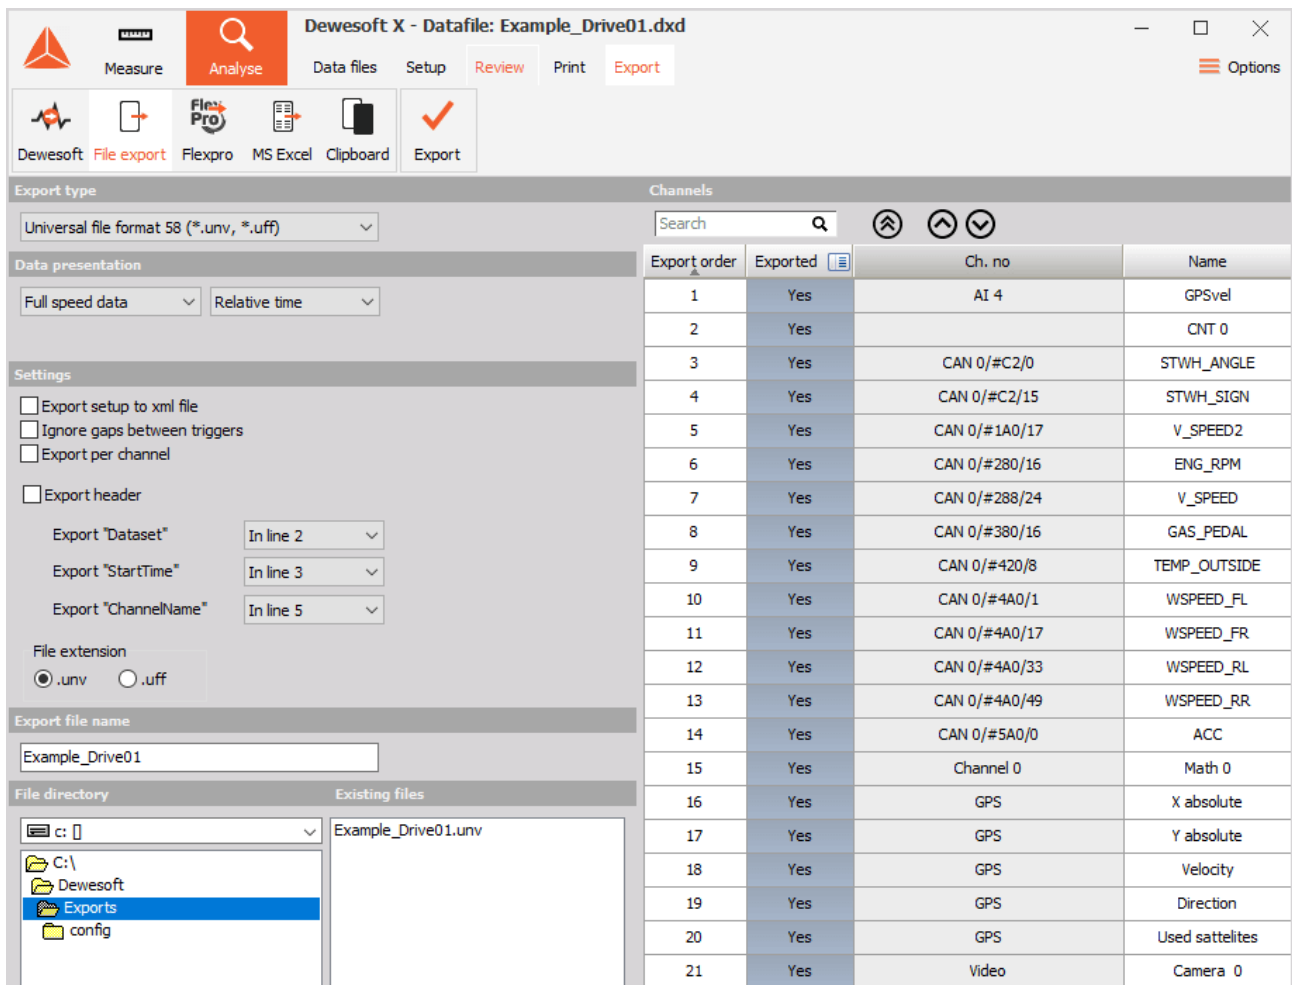 Dewesoft X - Datafile: Example_Drive01.dxd
Measure
Analyse
Data files
Setup
Review
Print
Export
Options
Flex
Pro
Dewesoft
File export
Flexpro
MS Excel
Clipboard
Export
Export type
Universal file format 58 (*.unv, *.uff)
Data presentation
Full speed data
Relative time
Settings
Export setup to xml file
Ignore gaps between triggers
Export per channel
Export header
Export "Dataset" In line 2
Export "StartTime" In line 3
Export "ChannelName" In line 5
File extension
.unv .uff
Export file name
Example_Drive01
File directory
Existing files
c: []
C:\
Dewesoft
Exports
config
Example_Drive01.unv
Channels
Search
Export order Exported Ch. no Name
1 Yes AI 4 GPSvel
2 Yes CNT 0
3 Yes CAN 0/#C2/0 STWH_ANGLE
4 Yes CAN 0/#C2/15 STWH_SIGN
5 Yes CAN 0/#1A0/17 V_SPEED2
6 Yes CAN 0/#280/16 ENG_RPM
7 Yes CAN 0/#288/24 V_SPEED
8 Yes CAN 0/#380/16 GAS_PEDAL
9 Yes CAN 0/#420/8 TEMP_OUTSIDE
10 Yes CAN 0/#4A0/1 WSPEED_FL
11 Yes CAN 0/#4A0/17 WSPEED_FR
12 Yes CAN 0/#4A0/33 WSPEED_RL
13 Yes CAN 0/#4A0/49 WSPEED_RR
14 Yes CAN 0/#5A0/0 ACC
15 Yes Channel 0 Math 0
16 Yes GPS X absolute
17 Yes GPS Y absolute
18 Yes GPS Velocity
19 Yes GPS Direction
20 Yes GPS Used sattelites
21 Yes Video Camera 0